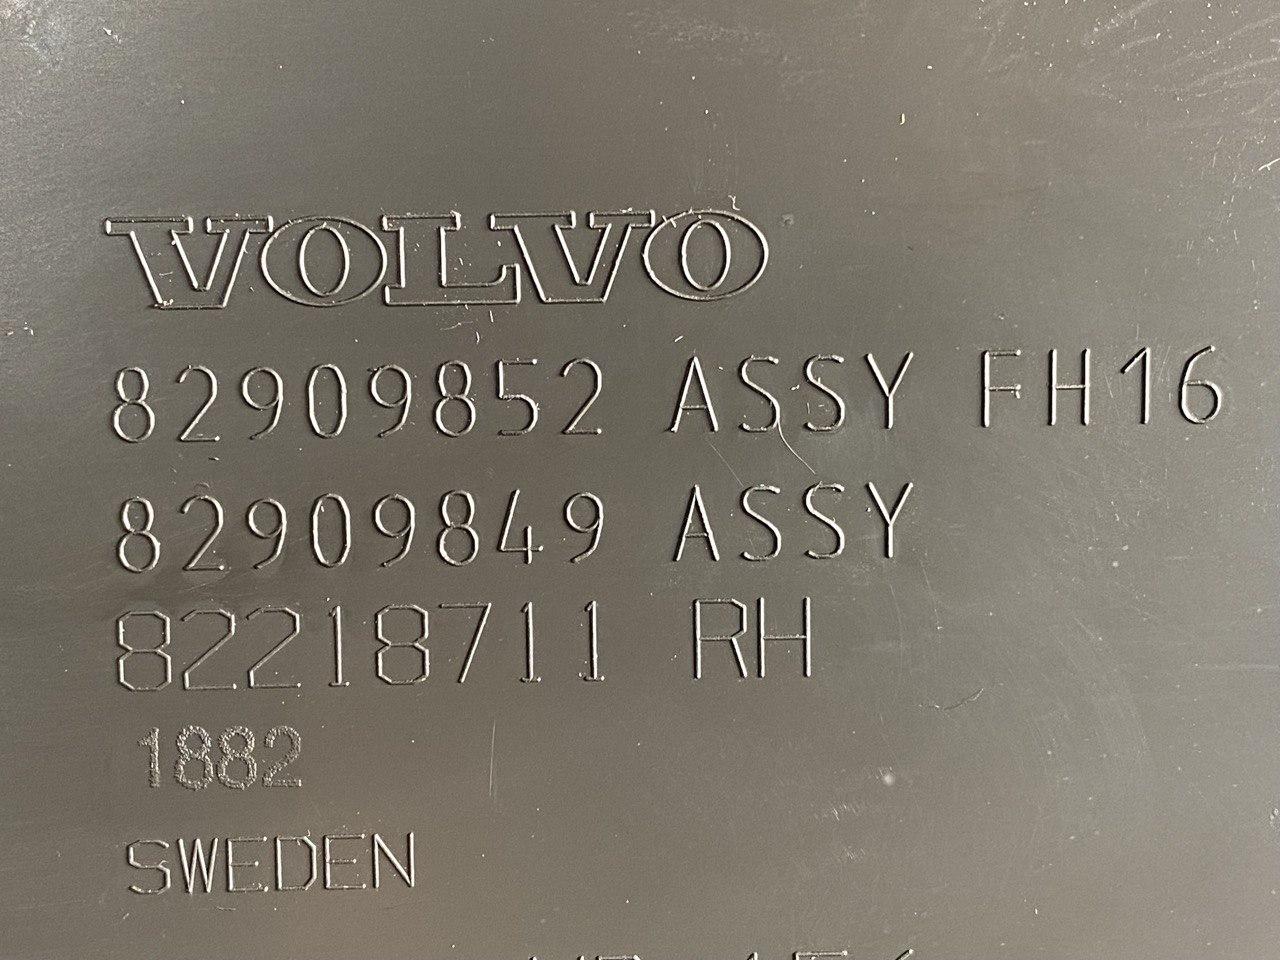 VOLVO
82909852 ASSY FH16
82909849 ASSY
82218711 RH
1882
SWEDEN